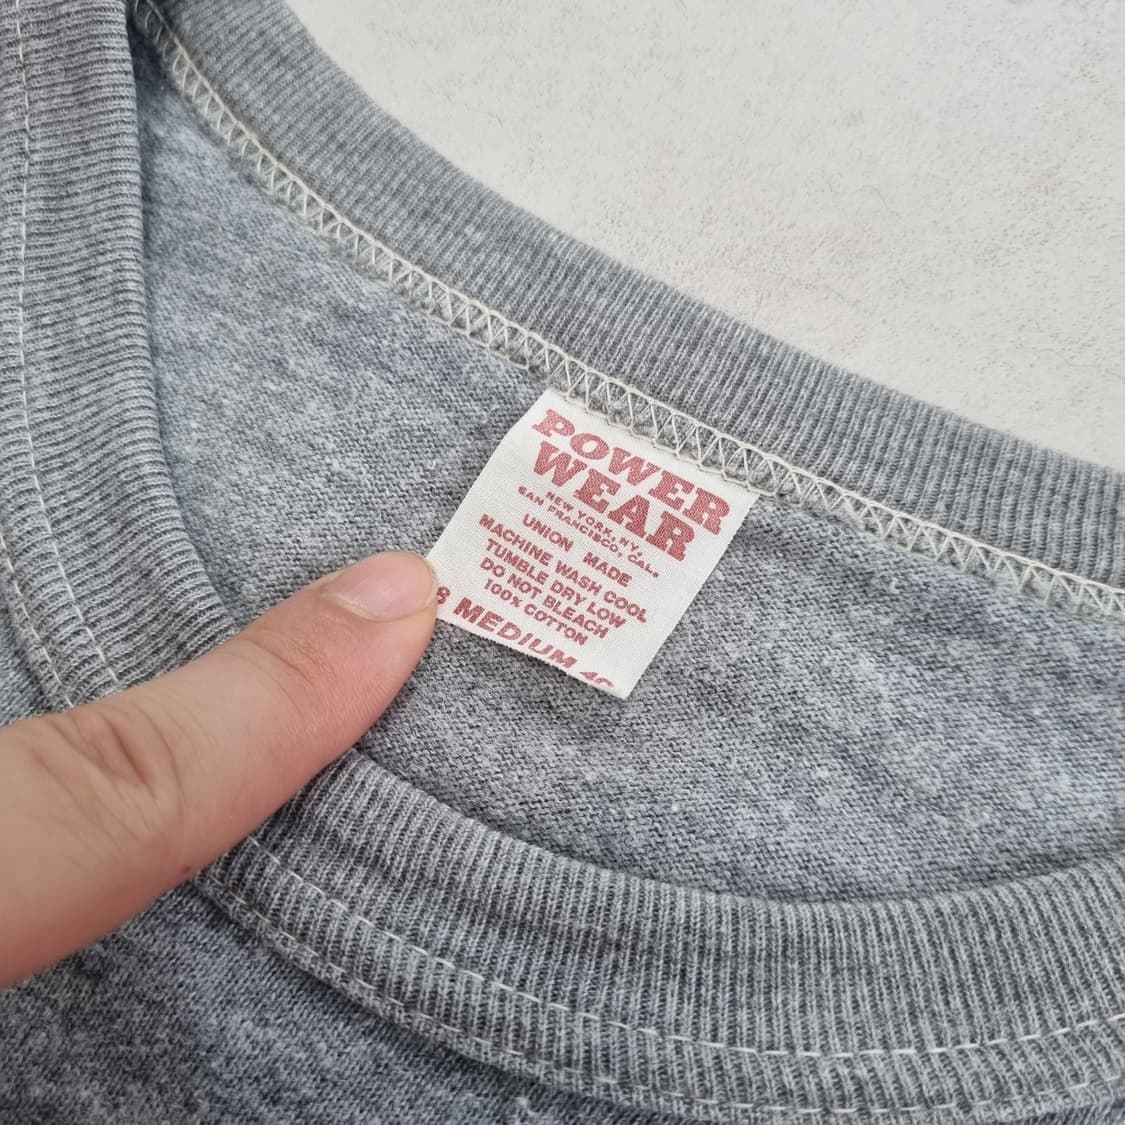 POWER
WEAR
NEW YORK, N.Y.
SAN FRANCISCO, CAL.
UNION MADE
MACHINE WASH COOL
TUMBLE DRY LOW
DO NOT BLEACH
100% COTTON
MEDIUM